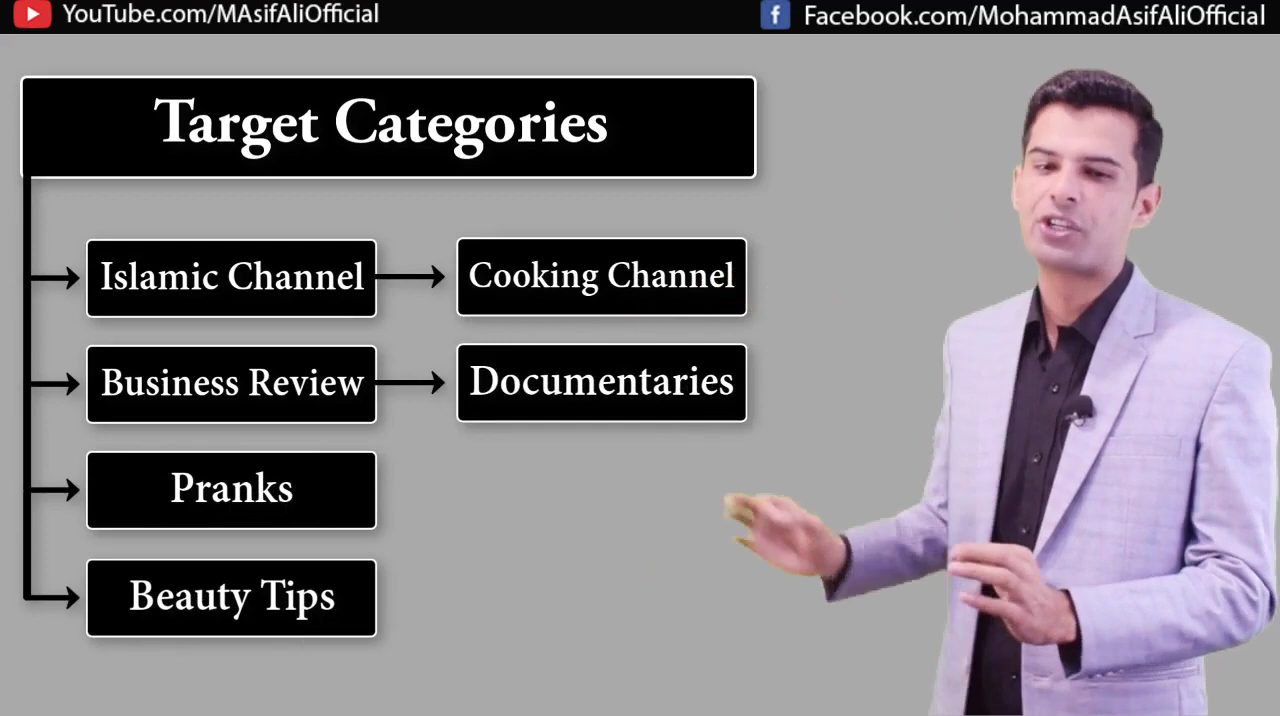 YouTube.com/MAsifAliOfficial
Facebook.com/MohammadAsifAliOfficial
Target Categories
Islamic Channel
Cooking Channel
Business Review
Documentaries
Pranks
Beauty Tips